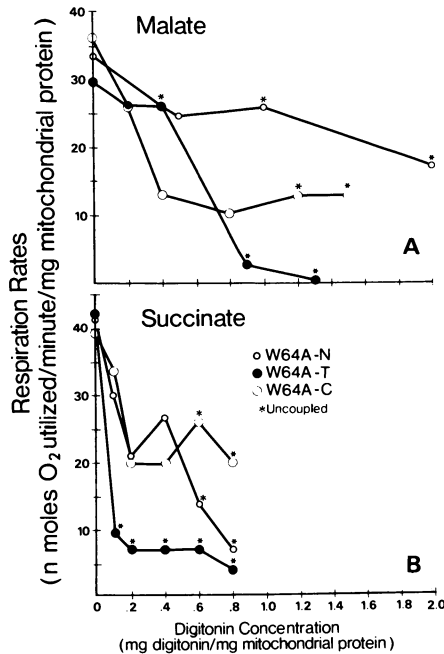 40
Malate
30
20
10
A
Respiration Rates
(n moles O2 utilized/minute/mg mitochondrial protein)
Succinate
40
30
20
10
W64A-N
W64A-T
W64A-C
*Uncoupled
B
0 .2 .4 .6 .8 1.0 1.2 1.4 1.6 1.8 2.0
Digitonin Concentration
(mg digitonin/mg mitochondrial protein)